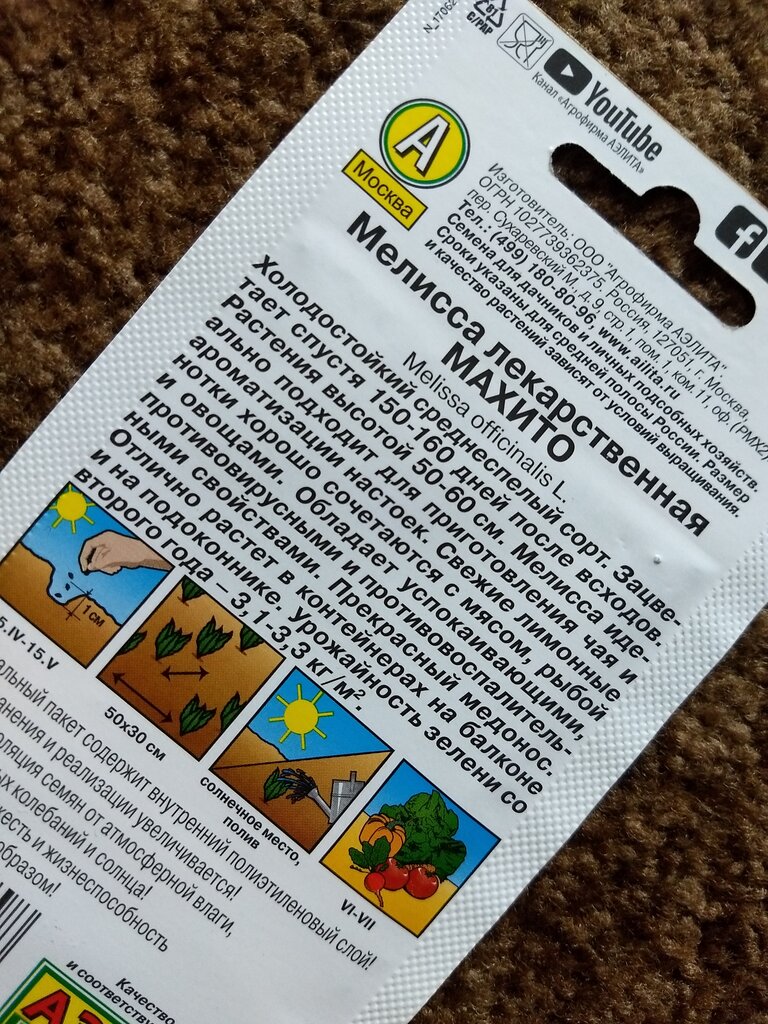 C/PAP
YouTube
Канал «Агрофирма АЭЛИТА»
А
Москва
Изготовитель: ООО "Агрофирма АЭЛИТА"
ОГРН 1027739362375, Россия, 127051, г. Москва,
пер. Сухаревский М, д. 9 стр 1, пом 1, ком 11, оф. (РМХ2)
тел.: (499) 180-80-96, www.ailita.ru
Семена для дачников и личных подсобных хозяйств.
Сроки указаны для средней полосы России. Размер
и качество растений зависят от условий выращивания.
Мелисса лекарственная
МАХИТО
Melissa officinalis L.
Холодостойкий среднеспелый сорт. Зацве-
тает спустя 150-160 дней после всходов.
Растения высотой 50-60 см. Мелисса иде-
ально подходит для приготовления чая и
ароматизации настоек. Свежие лимонные
нотки хорошо сочетаются с мясом, рыбой
и овощами. Обладает успокаивающими,
противовирусными и противовоспалитель-
ными свойствами. Прекрасный медонос.
Отлично растет в контейнерах на балконе
и на подоконнике. Урожайность зелени со
второго года – 3,1-3,3 кг/м².
1 см
5.IV-15.V
50х30 см
солнечное место,
полив
VI-VII
пакет содержит внутренний полиэтиленовый слой!
и реализации увеличивается!
семян от атмосферной влаги,
колебаний и солнца!
и жизнеспособность
образом!
Качество
и соответстви